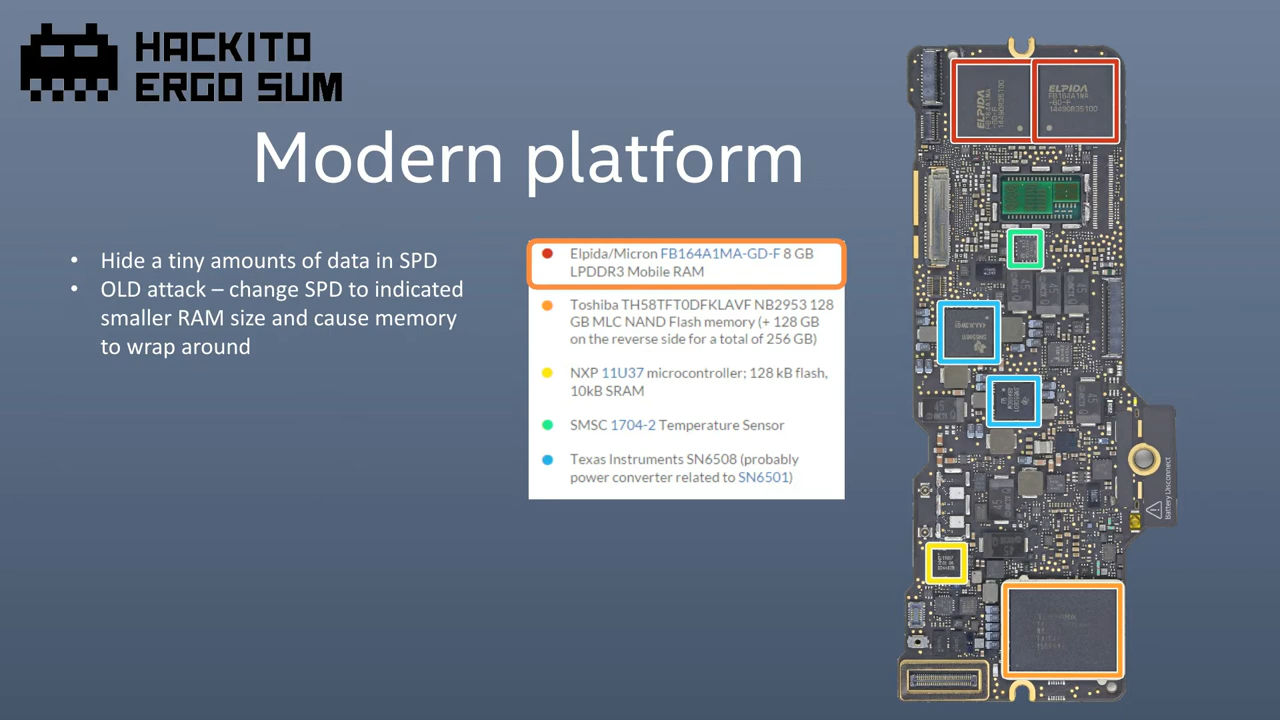 HACKITO
ERGO SUM
Modern platform
• Hide a tiny amounts of data in SPD
• OLD attack – change SPD to indicated
smaller RAM size and cause memory
to wrap around
Elpida/Micron FB164A1MA-GD-F 8 GB
LPDDR3 Mobile RAM
Toshiba TH58TFT0DFKLAVF NB2953 128
GB MLC NAND Flash memory (+ 128 GB
on the reverse side for a total of 256 GB)
NXP 11U37 microcontroller; 128 kB flash,
10kB SRAM
SMSC 1704-2 Temperature Sensor
Texas Instruments SN6508 (probably
power converter related to SN6501)
ELPIDA
ELPIDA
FB164A1MA
-GD-F
Battery Disconnect